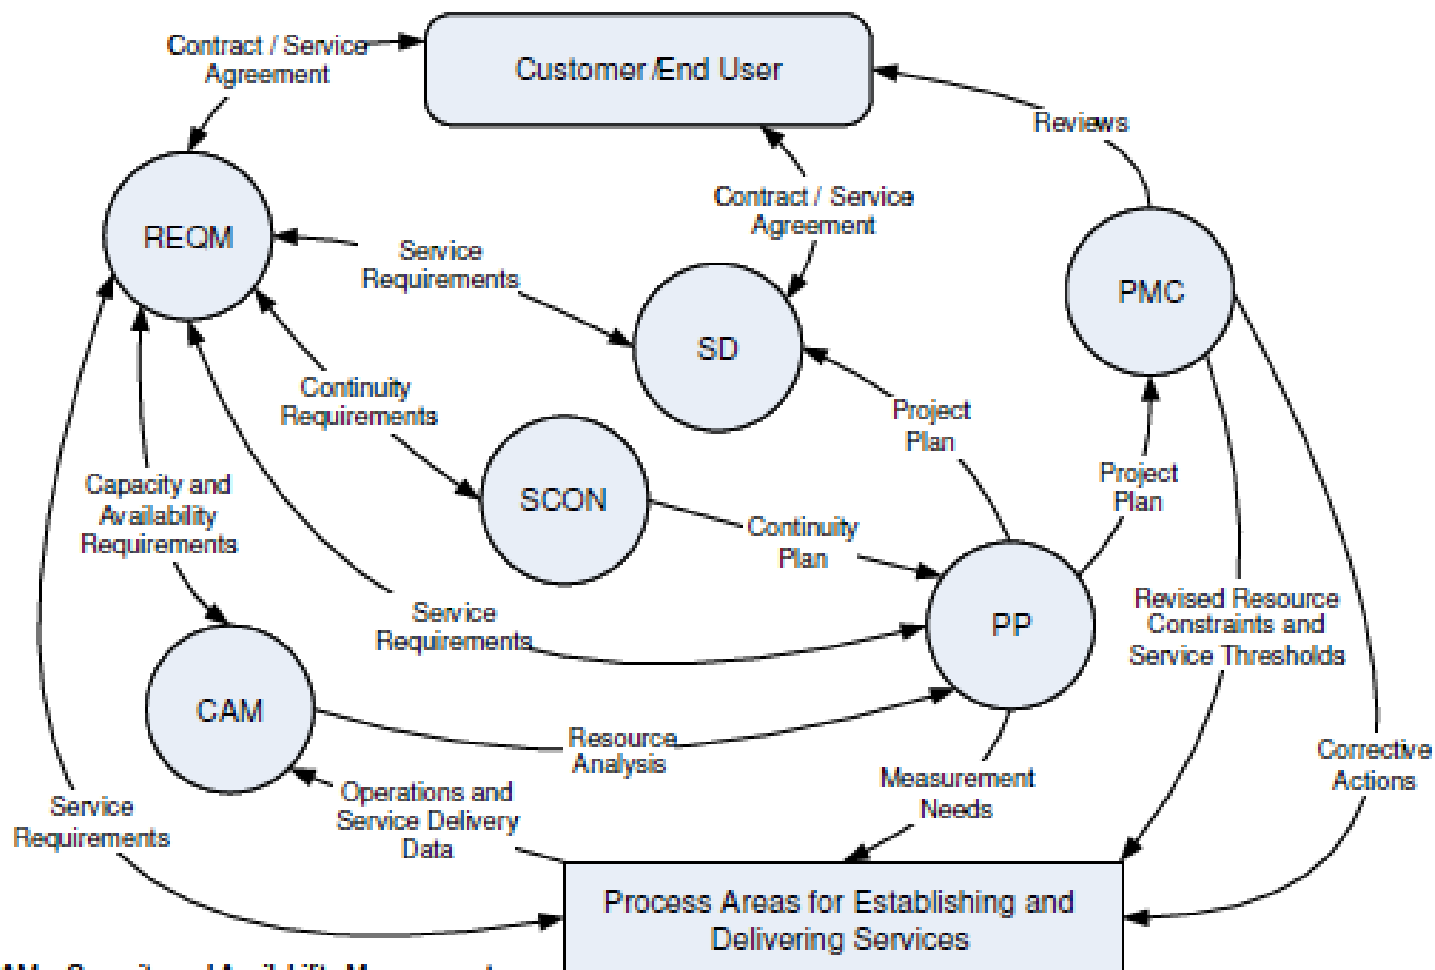 Contract / Service
Agreement
Customer/End User
Reviews
Contract / Service
Agreement
REQM
Service
Requirements
PMC
SD
Continuity
Requirements
Project
Plan
Project
Plan
Capacity and
Availability
Requirements
SCON
Continuity
Plan
Service
Requirements
PP
Revised Resource
Constraints and
Service Thresholds
CAM
Resource
Analysis
Measurement
Needs
Corrective
Actions
Operations and
Service Delivery
Data
Service
Requirements
Process Areas for Establishing and
Delivering Services